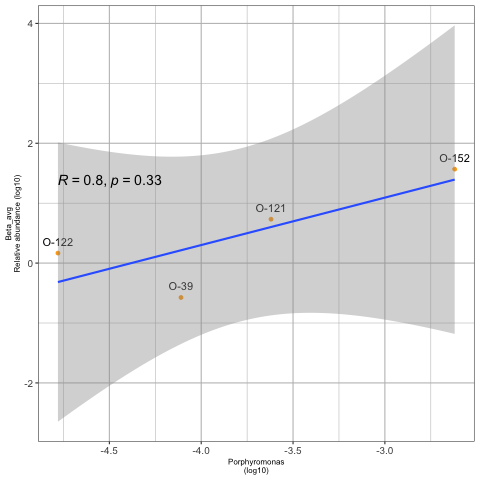 4
2
0
-2
Beta_avg
Relative abundance (log10)
R = 0.8, p = 0.33
O-152
O-121
O-122
O-39
-4.5
-4.0
-3.5
-3.0
Porphyromonas
(log10)